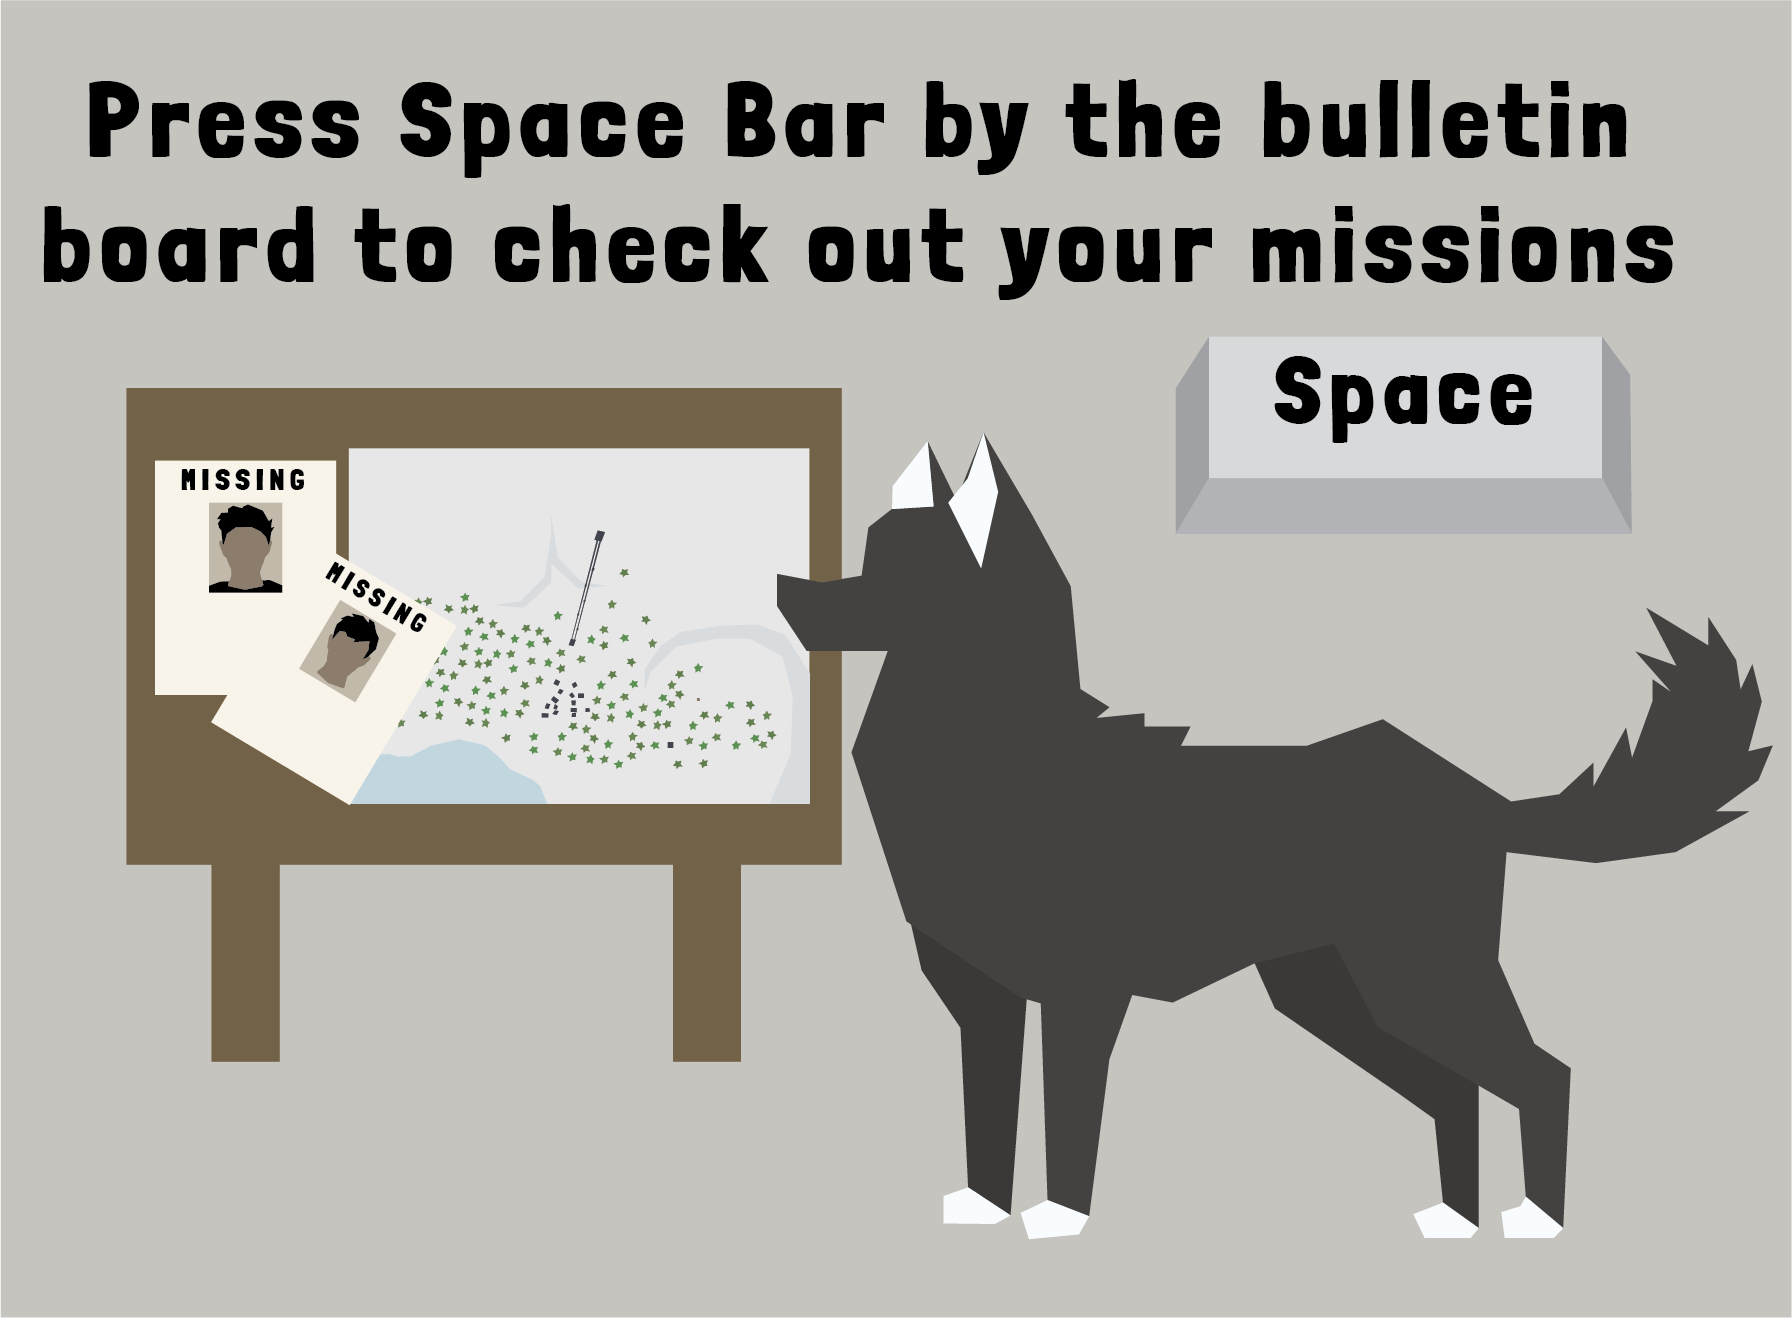 Press Space Bar by the bulletin
board to check out your missions
Space
MISSING
MISSING